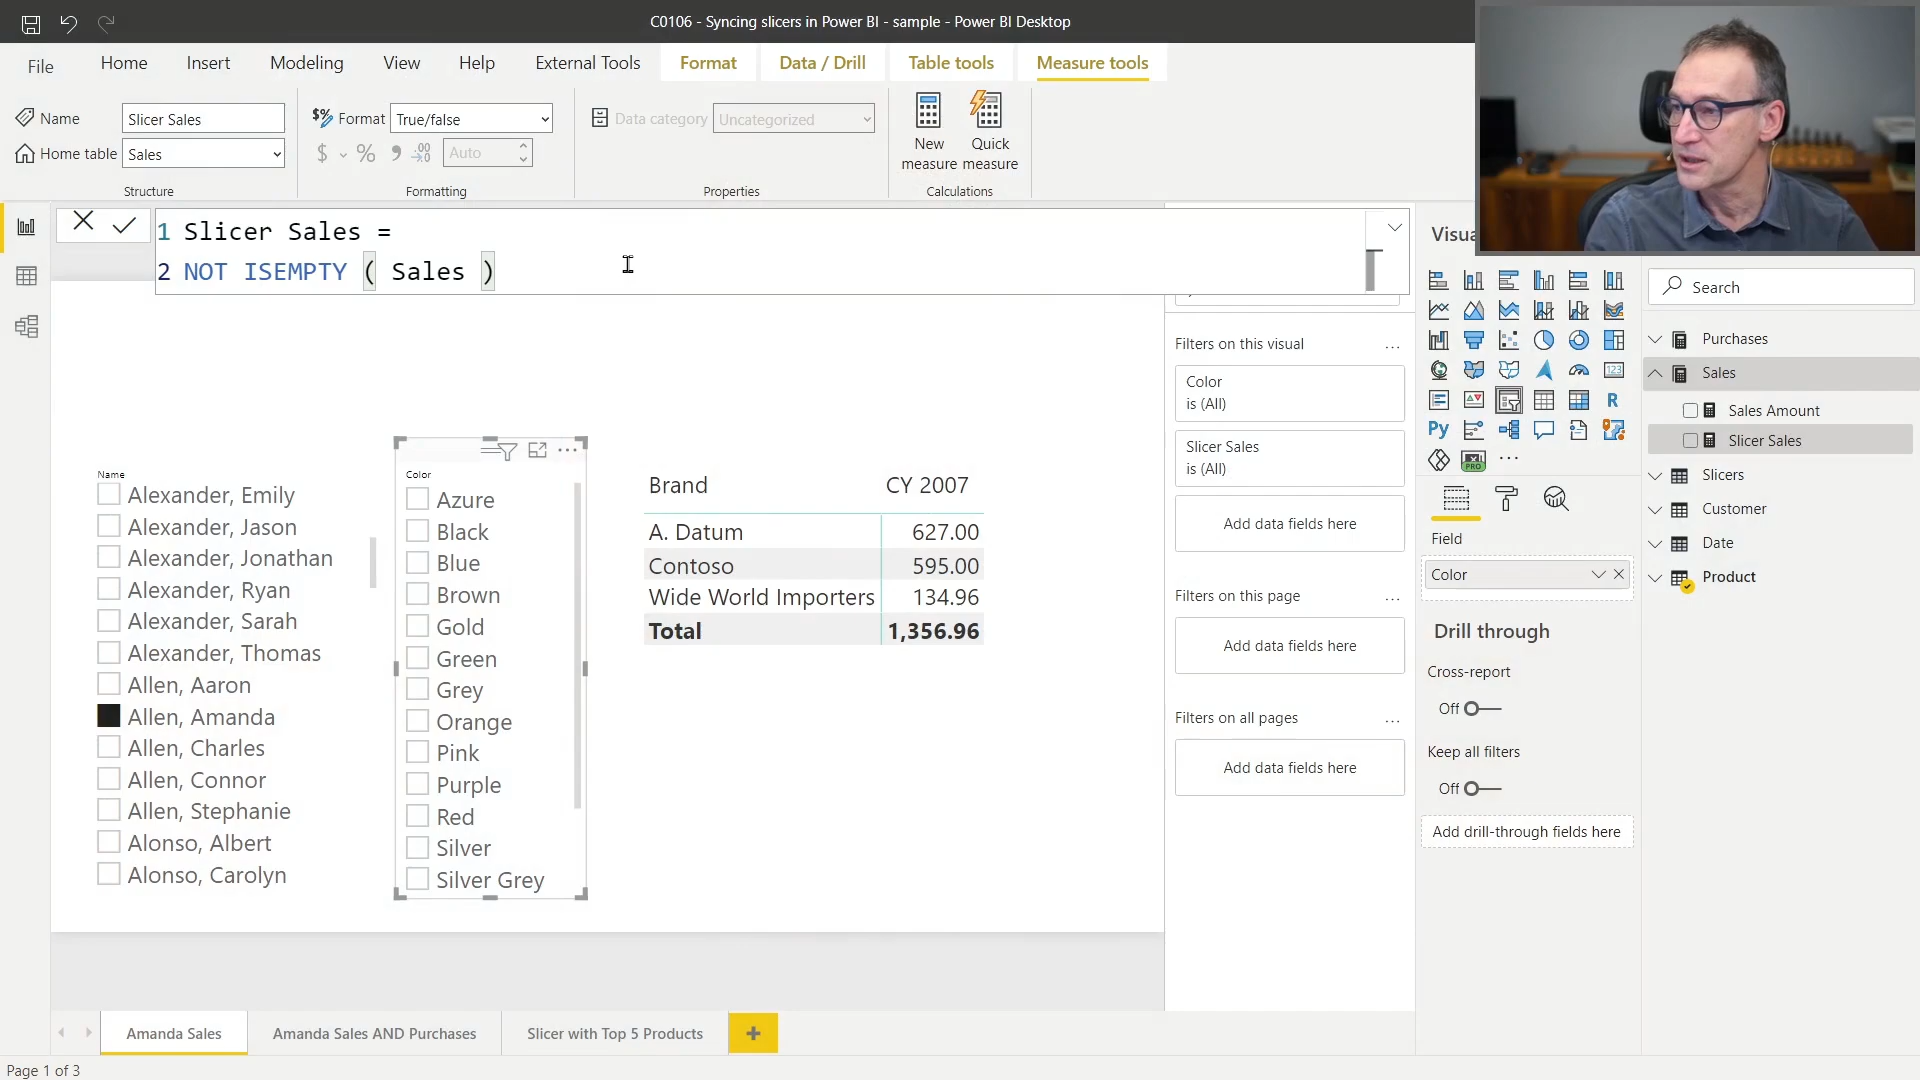 C0106 - Syncing slicers in Power BI - sample - Power BI Desktop
File
Home
Insert
Modeling
View
Help
External Tools
Format
Data / Drill
Table tools
Measure tools
Name
Slicer Sales
Home table
Sales
Structure
$% Format
True/false
$ % 9 .00
Auto
Formatting
Data category
Uncategorized
Properties
New measure
Quick measure
Calculations
1 Slicer Sales =
2 NOT ISEMPTY ( Sales )
Name
Alexander, Emily
Alexander, Jason
Alexander, Jonathan
Alexander, Ryan
Alexander, Sarah
Alexander, Thomas
Allen, Aaron
Allen, Amanda
Allen, Charles
Allen, Connor
Allen, Stephanie
Alonso, Albert
Alonso, Carolyn
Color
Azure
Black
Blue
Brown
Gold
Green
Grey
Orange
Pink
Purple
Red
Silver
Silver Grey
Brand CY 2007
A. Datum 627.00
Contoso 595.00
Wide World Importers 134.96
Total 1,356.96
Filters on this visual ...
Color
is (All)
Slicer Sales
is (All)
Add data fields here
Filters on this page ...
Add data fields here
Filters on all pages ...
Add data fields here
Visu
123
R
Py
PRO
...
Field
Color
Drill through
Cross-report
Off
Keep all filters
Off
Add drill-through fields here
Search
Purchases
Sales
Sales Amount
Slicer Sales
Slicers
Customer
Date
Product
Amanda Sales
Amanda Sales AND Purchases
Slicer with Top 5 Products
+
Page 1 of 3